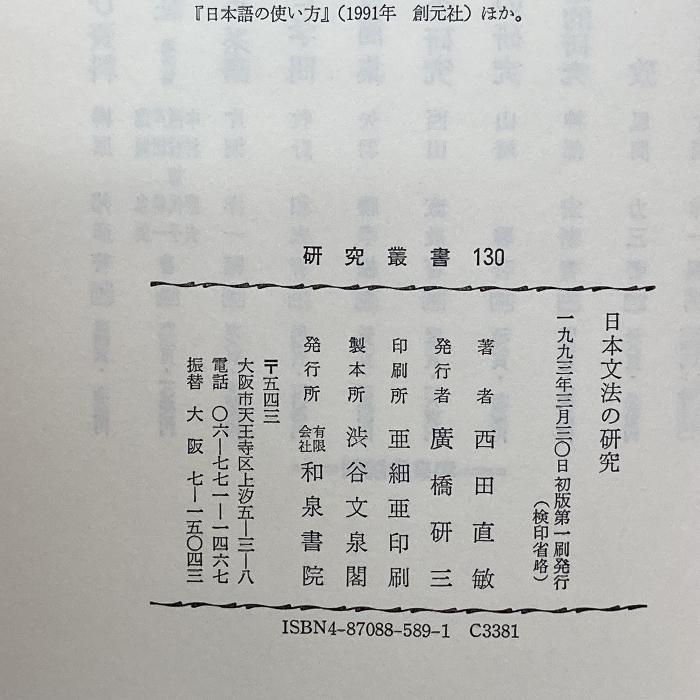 『日本語の使い方』（1991年　創元社）ほか。
研究叢書 130
日本文法の研究
一九九三年三月三〇日初版第一刷発行
（検印省略）
著者　西田直敏
発行者　廣橋研三
印刷所　亜細亜印刷
製本所　渋谷文泉閣
発行所　有限会社　和泉書院
〒五四三
大阪市天王寺区上汐五―三―八
電話　〇六―七七一―一四六七
振替　大阪　七―一五〇四三
ISBN4-87088-589-1　C3381